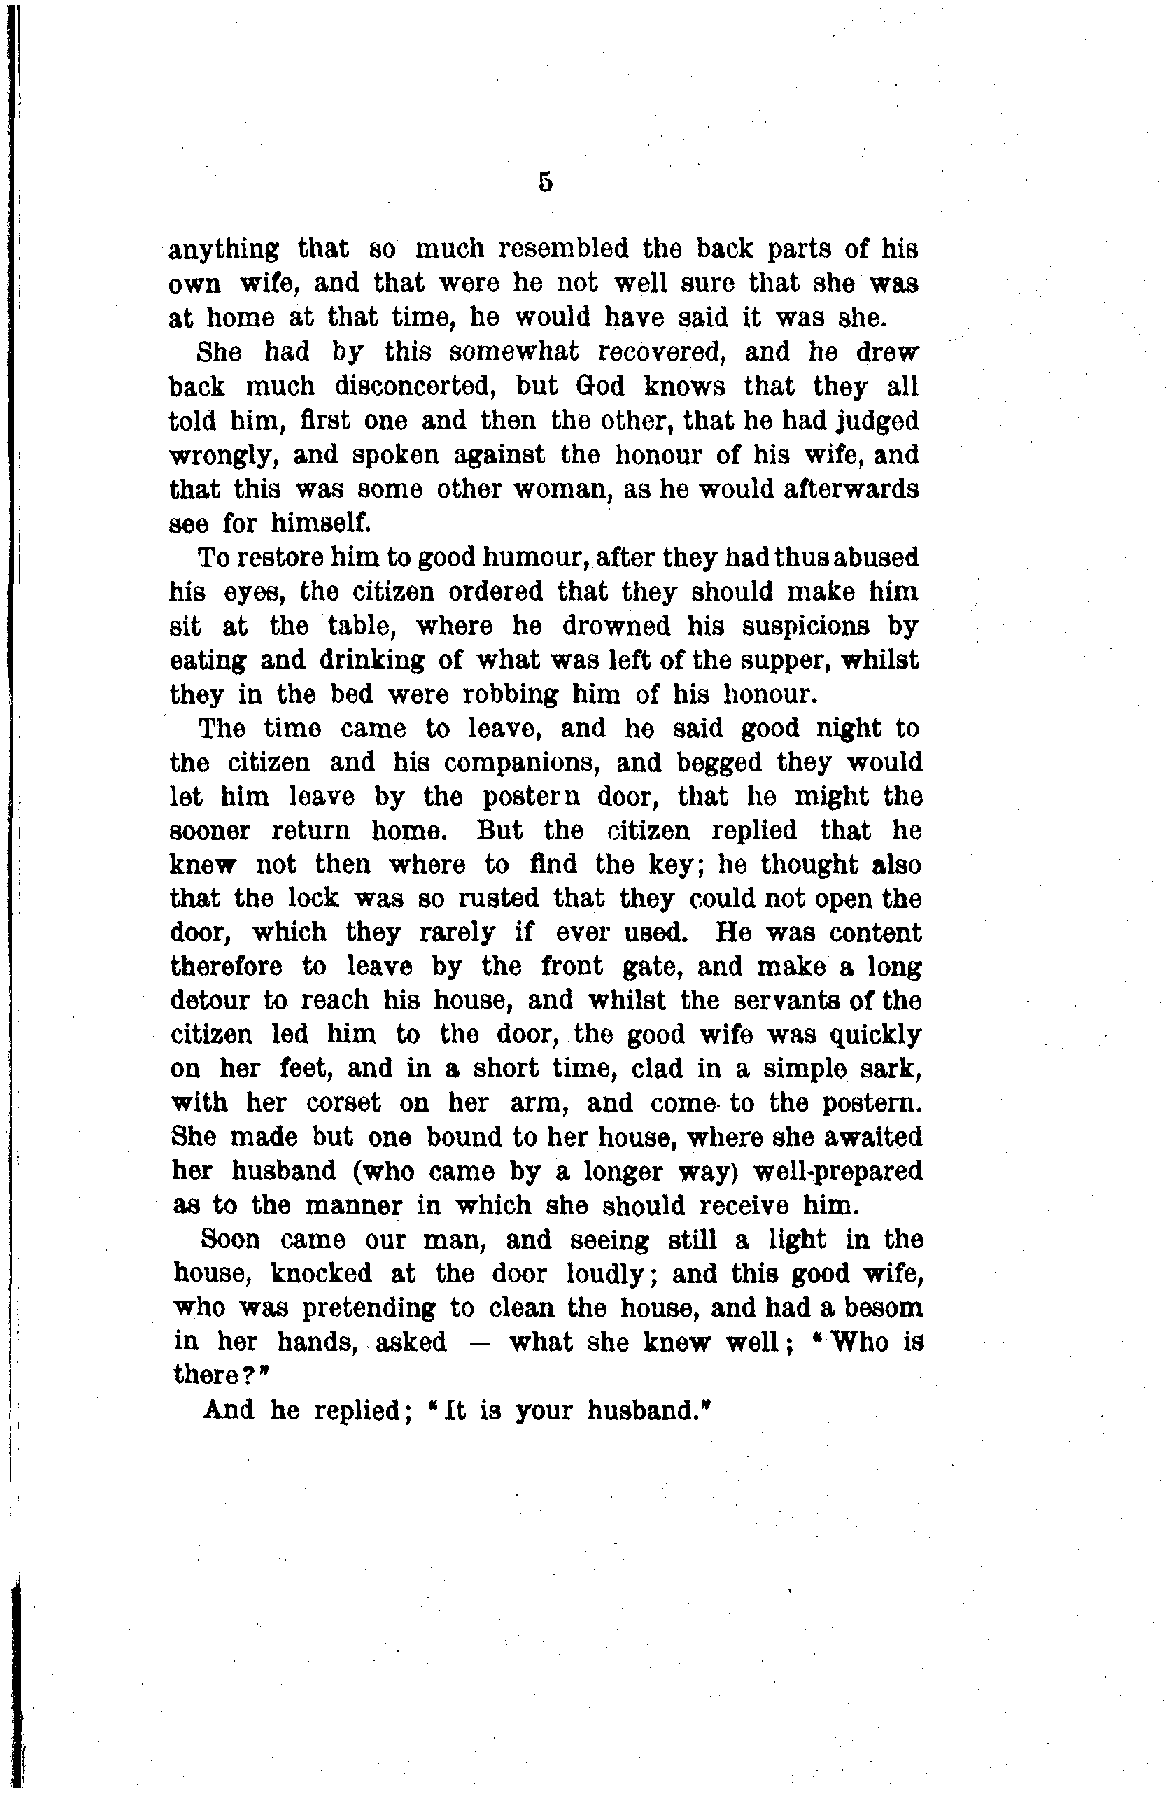 5
anything that so much resembled the back parts of his
own wife, and that were he not well sure that she was
at home at that time, he would have said it was she.
She had by this somewhat recovered, and he drew
back much disconcerted, but God knows that they all
told him, first one and then the other, that he had judged
wrongly, and spoken against the honour of his wife, and
that this was some other woman, as he would afterwards
see for himself.
To restore him to good humour, after they had thus abused
his eyes, the citizen ordered that they should make him
sit at the table, where he drowned his suspicions by
eating and drinking of what was left of the supper, whilst
they in the bed were robbing him of his honour.
The time came to leave, and he said good night to
the citizen and his companions, and begged they would
let him leave by the postern door, that he might the
sooner return home. But the citizen replied that he
knew not then where to find the key; he thought also
that the lock was so rusted that they could not open the
door, which they rarely if ever used. He was content
therefore to leave by the front gate, and make a long
detour to reach his house, and whilst the servants of the
citizen led him to the door, the good wife was quickly
on her feet, and in a short time, clad in a simple sark,
with her corset on her arm, and come to the postern.
She made but one bound to her house, where she awaited
her husband (who came by a longer way) well-prepared
as to the manner in which she should receive him.
Soon came our man, and seeing still a light in the
house, knocked at the door loudly; and this good wife,
who was pretending to clean the house, and had a besom
in her hands, asked — what she knew well; “Who is
there?”
And he replied; “It is your husband.”